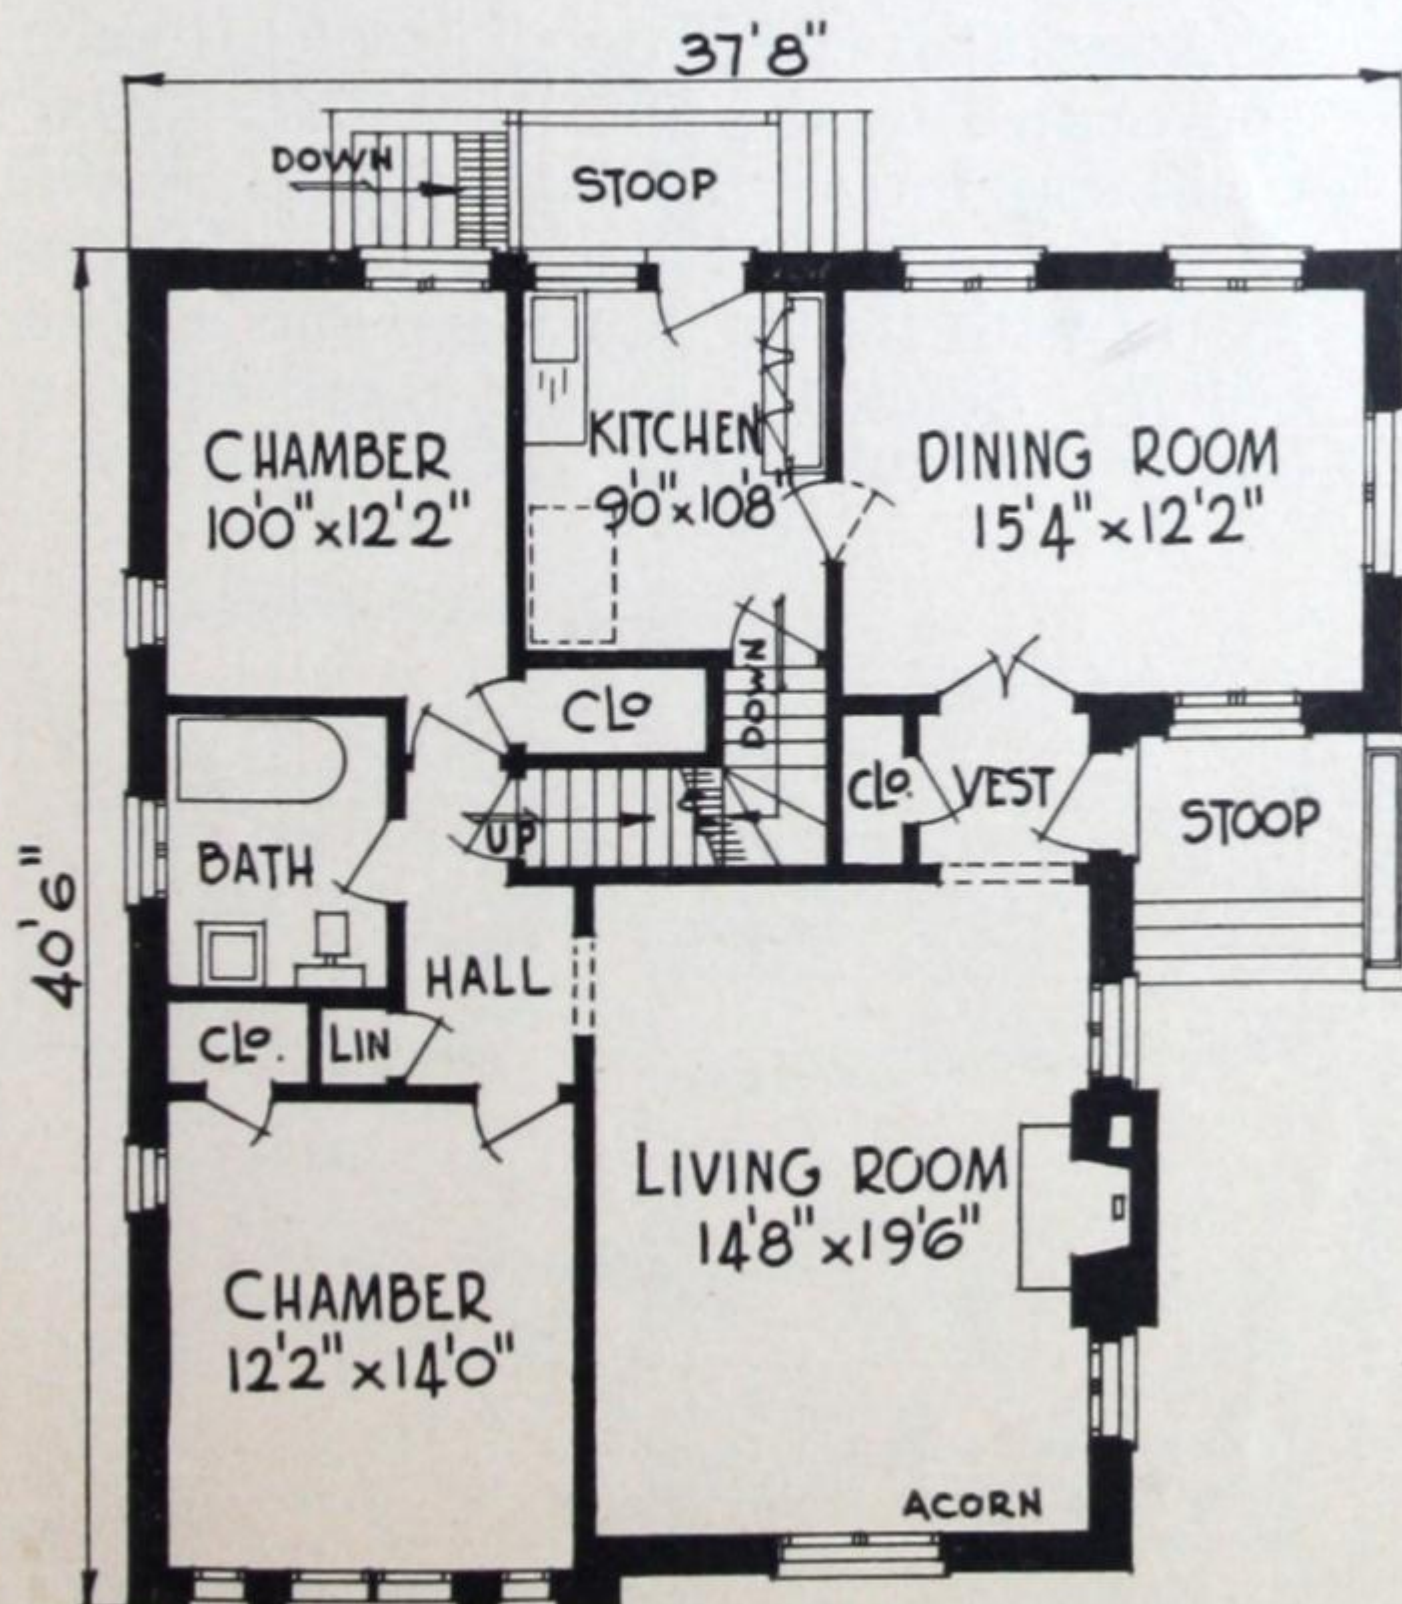 37'8"
DOWN
STOOP
CHAMBER
10'0"x12'2"
KITCHEN
9'0"x10'8"
DINING ROOM
15'4"x12'2"
DOWN
CLO
CLO.
VEST
STOOP
UP
BATH
40'6"
HALL
CLO.
LIN
LIVING ROOM
14'8"x19'6"
CHAMBER
12'2"x14'0"
ACORN